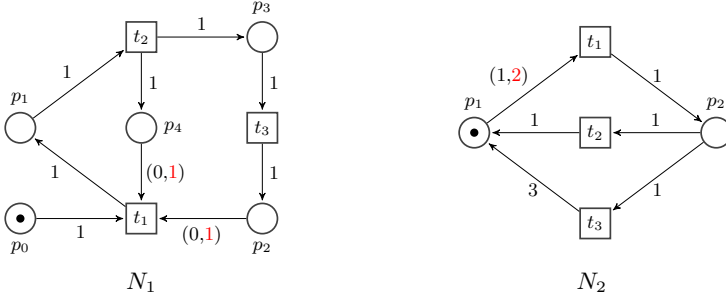 p3
t2 1
t1
1 1 1 (1,2) 1
p1 p4 t3 p1 t2 p2
1 1
1 (0,1) 1 3 1
t1 t3
p0 1 (0,1) p2
N1 N2